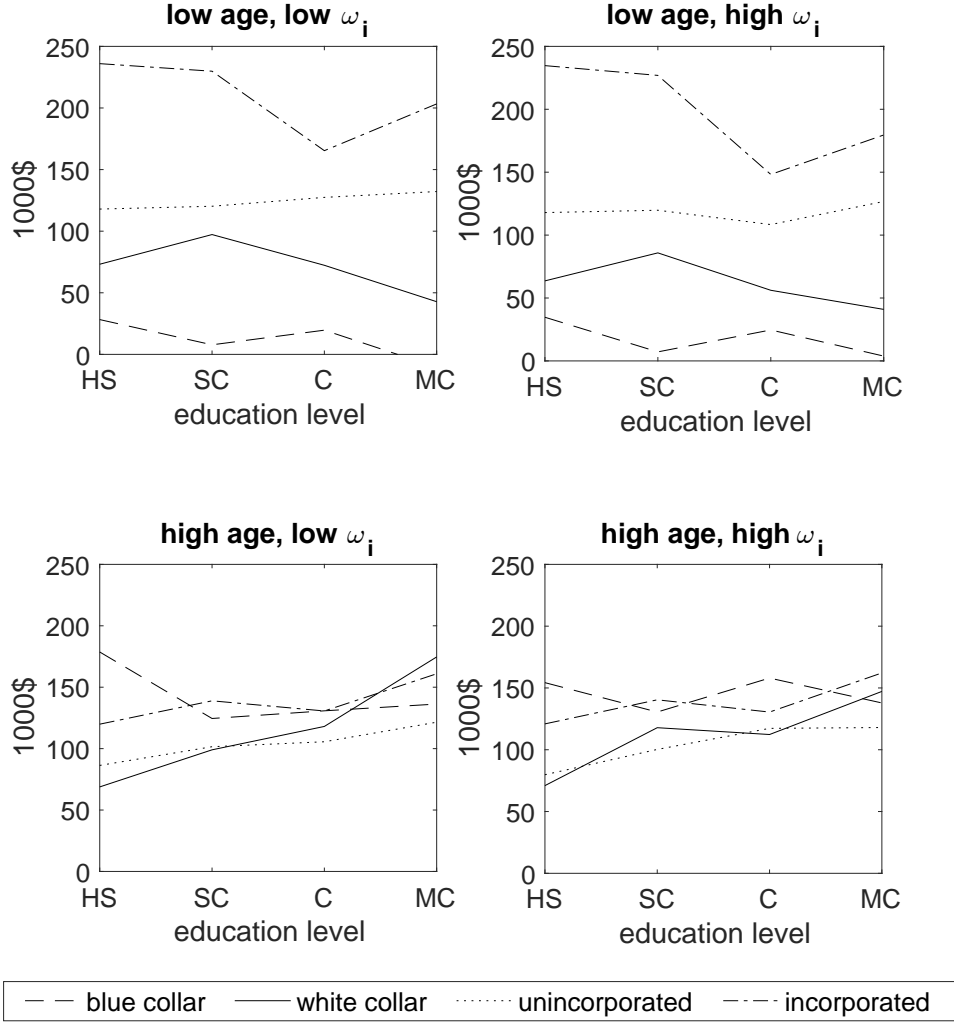 low age, low ω_i
low age, high ω_i
250
200
150
100
50
0
1000$
HS SC C MC
education level
250
200
150
100
50
0
1000$
HS SC C MC
education level
high age, low ω_i
high age, high ω_i
250
200
150
100
50
0
1000$
HS SC C MC
education level
250
200
150
100
50
0
1000$
HS SC C MC
education level
blue collar white collar unincorporated incorporated